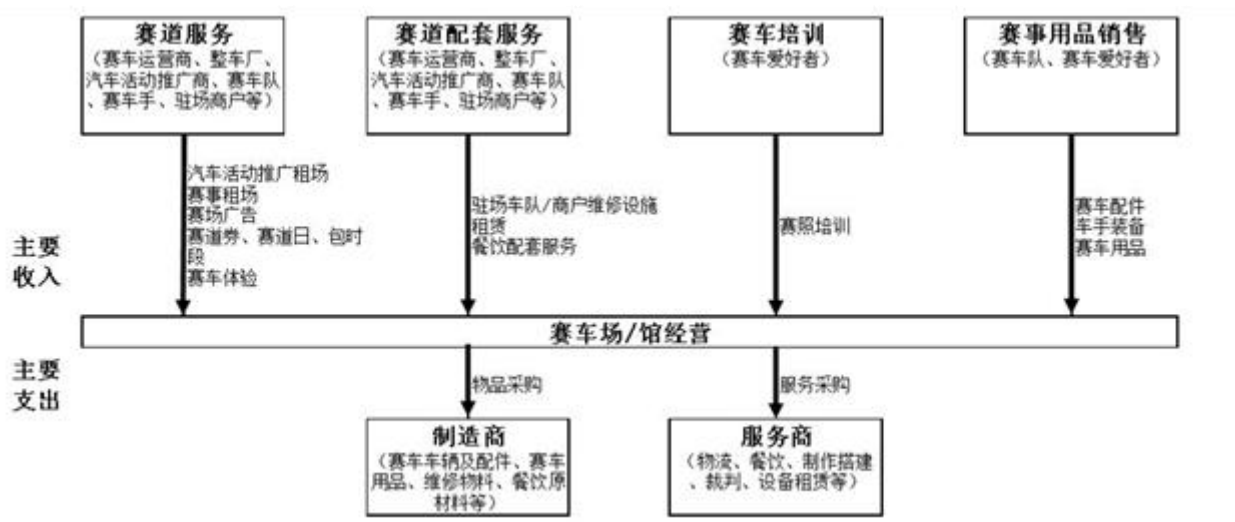 赛道服务
（赛车运营商、整车厂、
汽车活动推广商、赛车队
、赛车手、驻场商户等）
赛道配套服务
（赛车运营商、整车厂、
汽车活动推广商、赛车队
、赛车手、驻场商户等）
赛车培训
（赛车爱好者）
赛事用品销售
（赛车队、赛车爱好者）
汽车活动推广租场
赛事租场
赛场广告
赛道券、赛道日、包时
段
赛车体验
驻场车队/商户维修设施
租赁
餐饮配套服务
赛照培训
赛车配件
车手装备
赛车用品
主要
收入
赛车场/馆经营
主要
支出
物品采购
服务采购
制造商
（赛车车辆及配件、赛车
用品、维修物料、餐饮原
材料等）
服务商
（物流、餐饮、制作搭建
、裁判、设备租赁等）